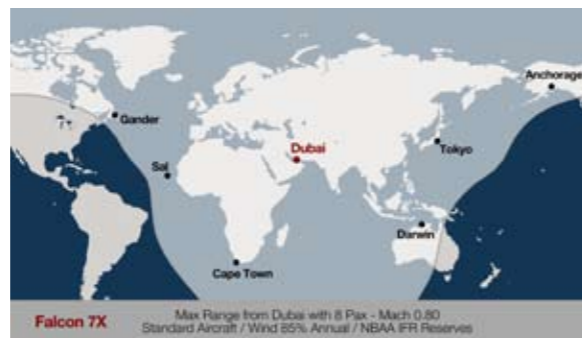 Anchorage
Gander
Tokyo
Dubai
Sal
Darwin
Cape Town
Falcon 7X
Max Range from Dubai with 8 Pax - Mach 0.80
Standard Aircraft / Wind 85% Annual / NBAA IFR Reserves